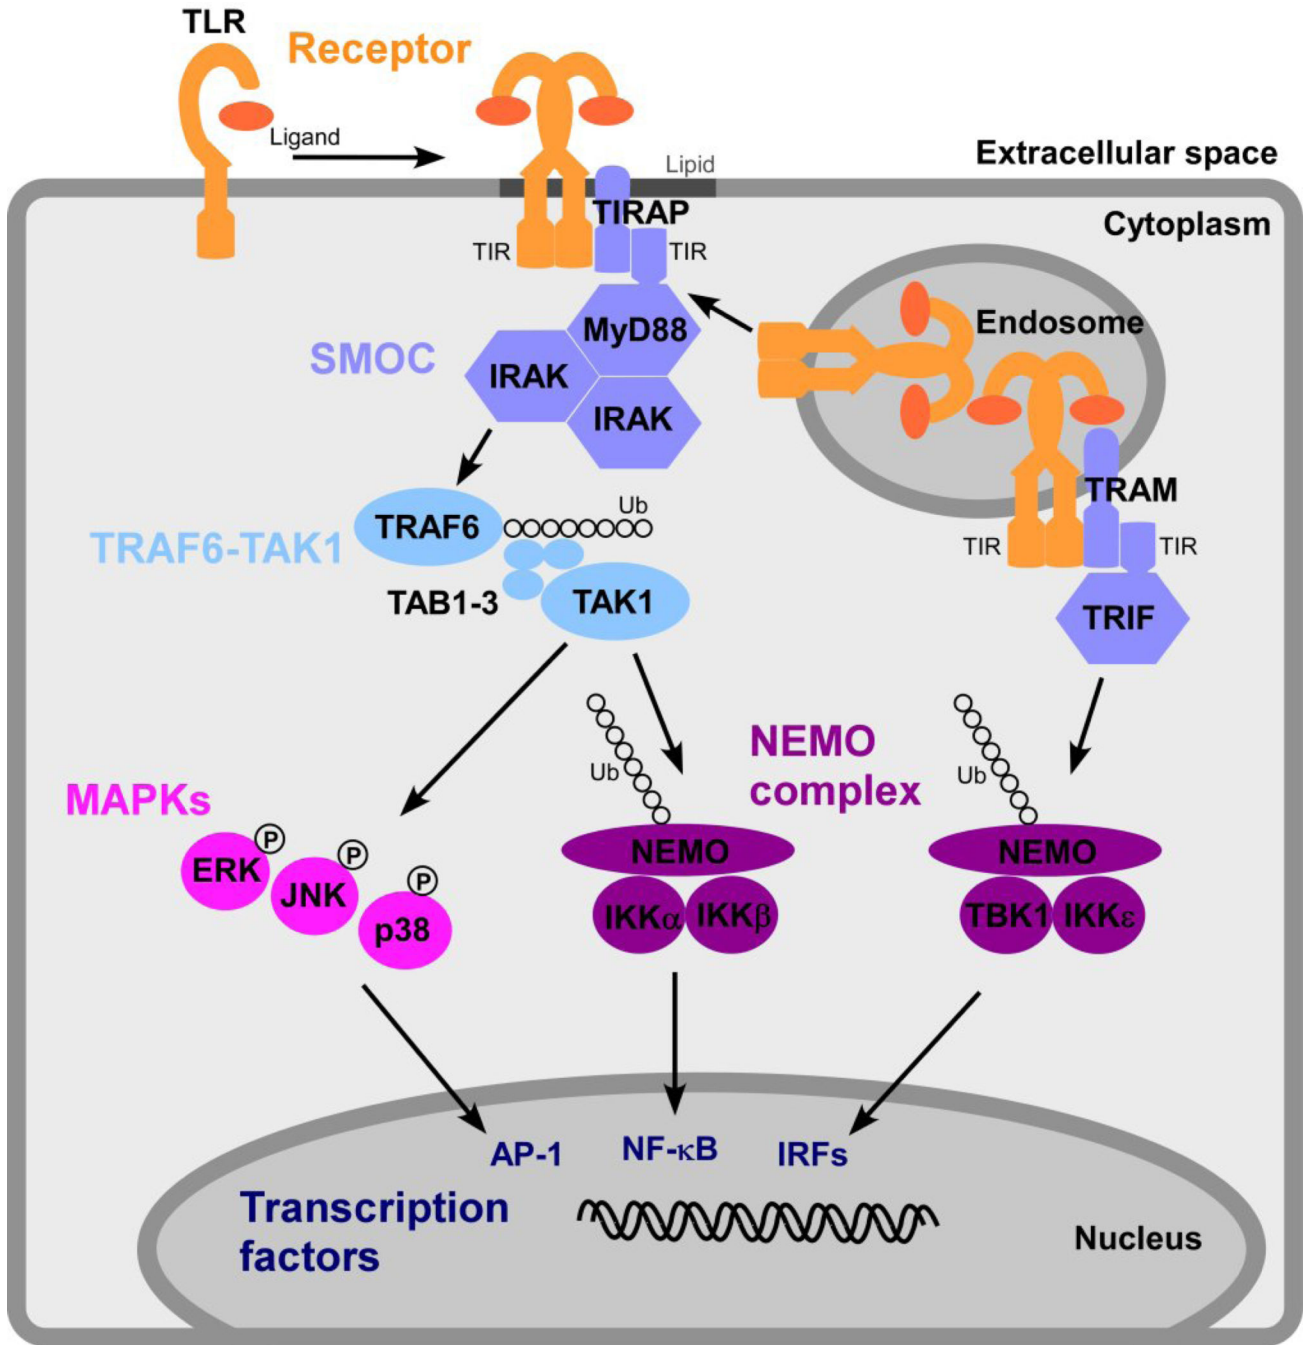 TLR
Receptor
Ligand
Lipid
Extracellular space
Cytoplasm
TIRAP
TIR
TIR
Endosome
MyD88
SMOC
IRAK
IRAK
TRAM
TIR
TIR
TRIF
Ub
TRAF6
TRAF6-TAK1
TAB1-3
TAK1
NEMO
complex
Ub
Ub
MAPKs
P
ERK
P
JNK
P
p38
NEMO
IKKα
IKKβ
NEMO
TBK1
IKKε
AP-1
NF-κB
IRFs
Transcription
factors
Nucleus